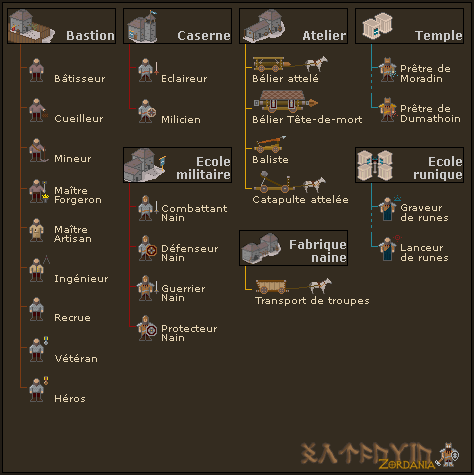 Bastion
Bâtisseur
Cueilleur
Mineur
Maître
Forgeron
Maître
Artisan
Ingénieur
Recrue
Vétéran
Héros
Caserne
Eclaireur
Milicien
Ecole
militaire
Combattant
Nain
Défenseur
Nain
Guerrier
Nain
Protecteur
Nain
Atelier
Bélier attelé
Bélier Tête-de-mort
Baliste
Catapulte attelée
Fabrique
naine
Transport de troupes
Temple
Prêtre de
Moradin
Prêtre de
Dumathoin
Ecole
runique
Graveur
de runes
Lanceur
de runes
ZORDANIA